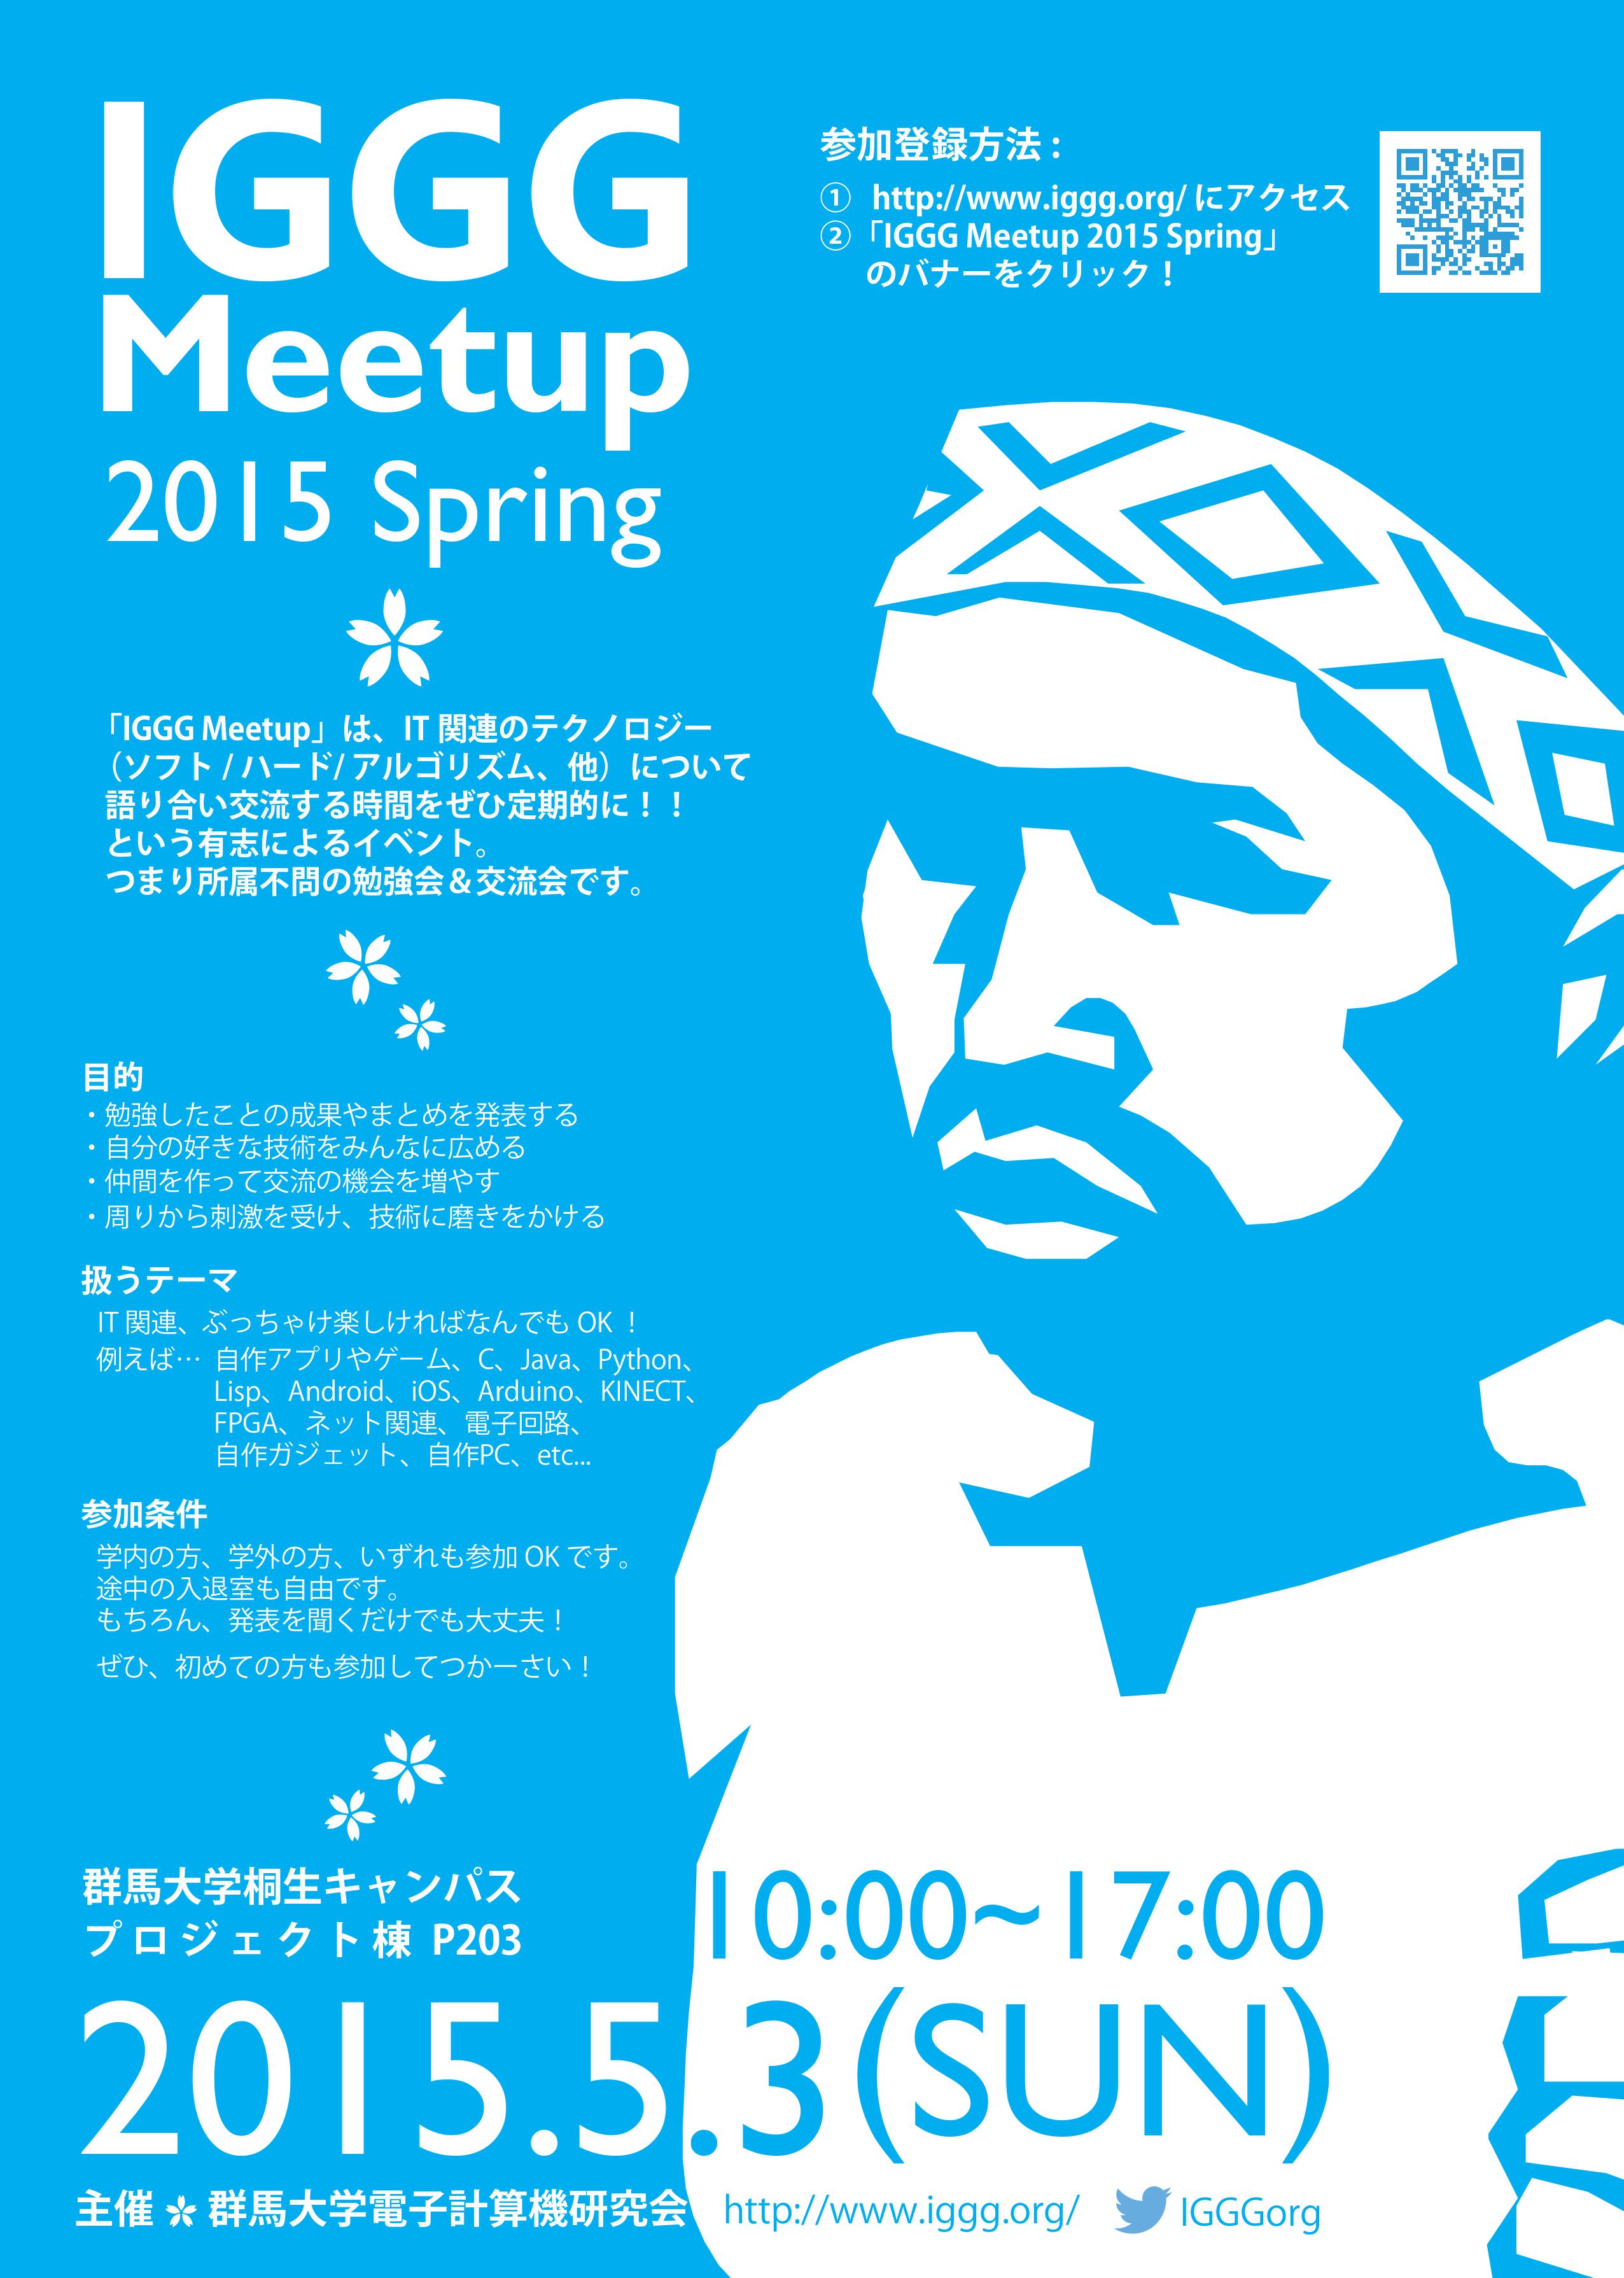 IGGG
Meetup
2015 Spring
参加登録方法：
① http://www.iggg.org/ にアクセス
②「IGGG Meetup 2015 Spring」
のバナーをクリック！
「IGGG Meetup」は、IT 関連のテクノロジー
（ソフト / ハード/ アルゴリズム、他）について
語り合い交流する時間をぜひ定期的に！！
という有志によるイベント。
つまり所属不問の勉強会＆交流会です。
目的
・勉強したことの成果やまとめを発表する
・自分の好きな技術をみんなに広める
・仲間を作って交流の機会を増やす
・周りから刺激を受け、技術に磨きをかける
扱うテーマ
IT 関連、ぶっちゃけ楽しければなんでも OK ！
例えば… 自作アプリやゲーム、C、Java、Python、
Lisp、Android、iOS、Arduino、KINECT、
FPGA、ネット関連、電子回路、
自作ガジェット、自作PC、etc...
参加条件
学内の方、学外の方、いずれも参加 OK です。
途中の入退室も自由です。
もちろん、発表を聞くだけでも大丈夫！
ぜひ、初めての方も参加してつかーさい！
群馬大学桐生キャンパス
プロジェクト棟 P203
10:00~17:00
2015.5.3(SUN)
主催 群馬大学電子計算機研究会
http://www.iggg.org/ IGGGorg